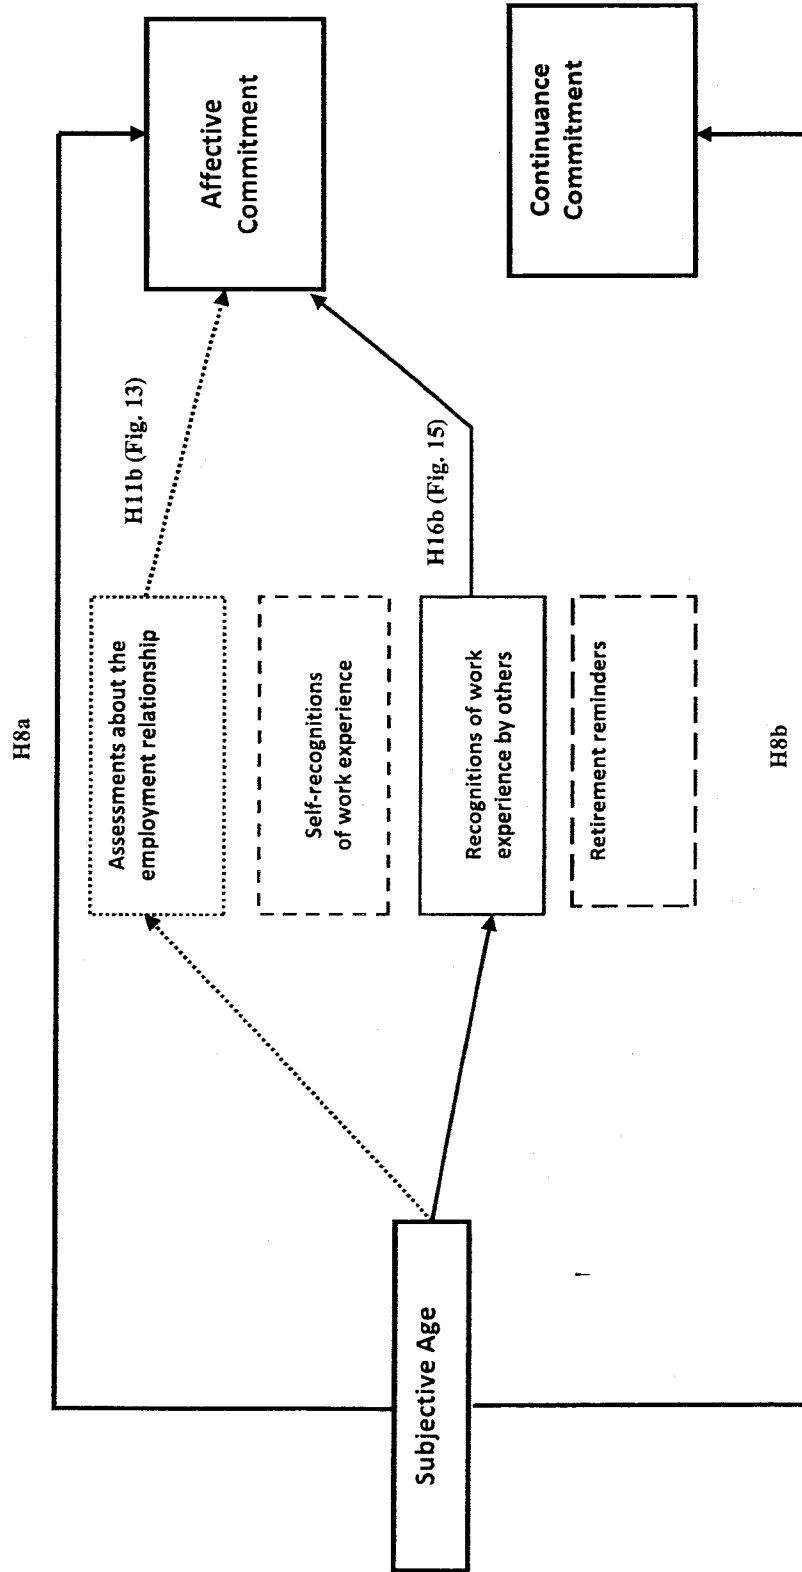 H8a
Assessments about the
employment relationship
H11b (Fig. 13)
Affective
Commitment
Self-recognitions
of work experience
Subjective Age
Recognitions of work
experience by others
H16b (Fig. 15)
Continuance
Commitment
Retirement reminders
H8b